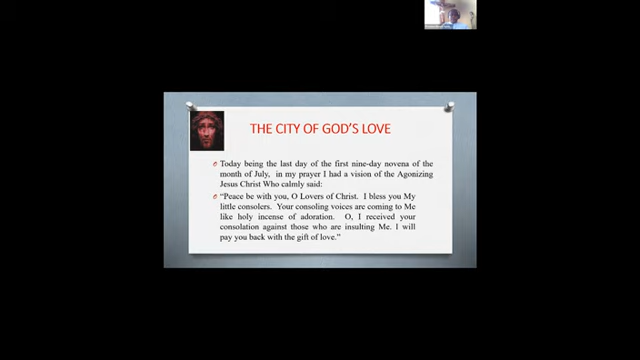 THE CITY OF GOD'S LOVE
Today being the last day of the first nine-day novena of the
month of July, in my prayer I had a vision of the Agonizing
Jesus Christ Who calmly said:
"Peace be with you, O Lovers of Christ. I bless you My
little consolers. Your consoling voices are coming to Me
like holy incense of adoration. O, I received your
consolation against those who are insulting Me. I will
pay you back with the gift of love."